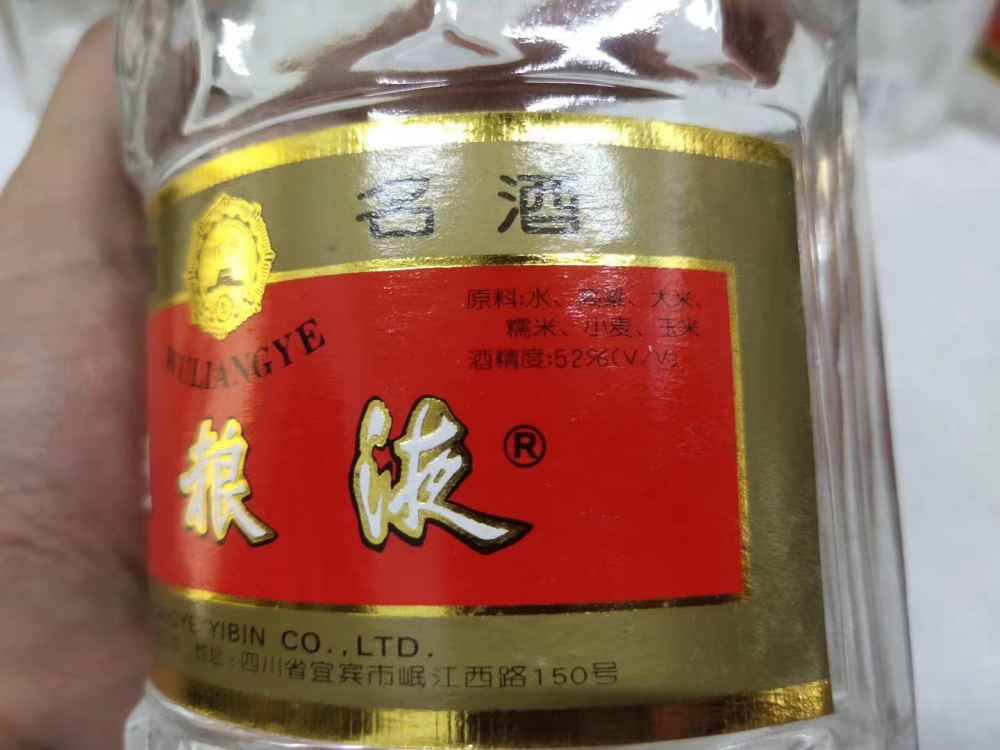 名酒
原料:水、高粱、大米、
糯米、小麦、玉米
酒精度:52%(V/V)
WULIANGYE
粮液®
YIBIN CO.,LTD.
地址:四川省宜宾市岷江西路150号